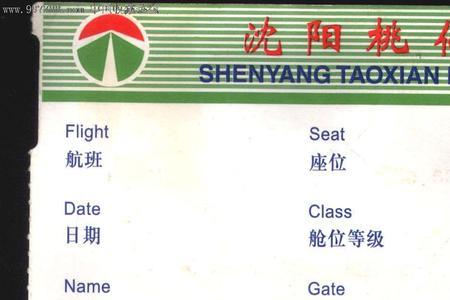 沈阳桃仙
SHENYANG TAOXIAN
Flight
Seat
航班
座位
Date
Class
日期
舱位等级
Name
Gate